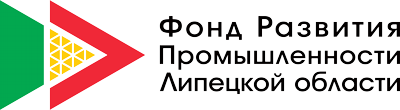 Фонд Развития
Промышленности
Липецкой области